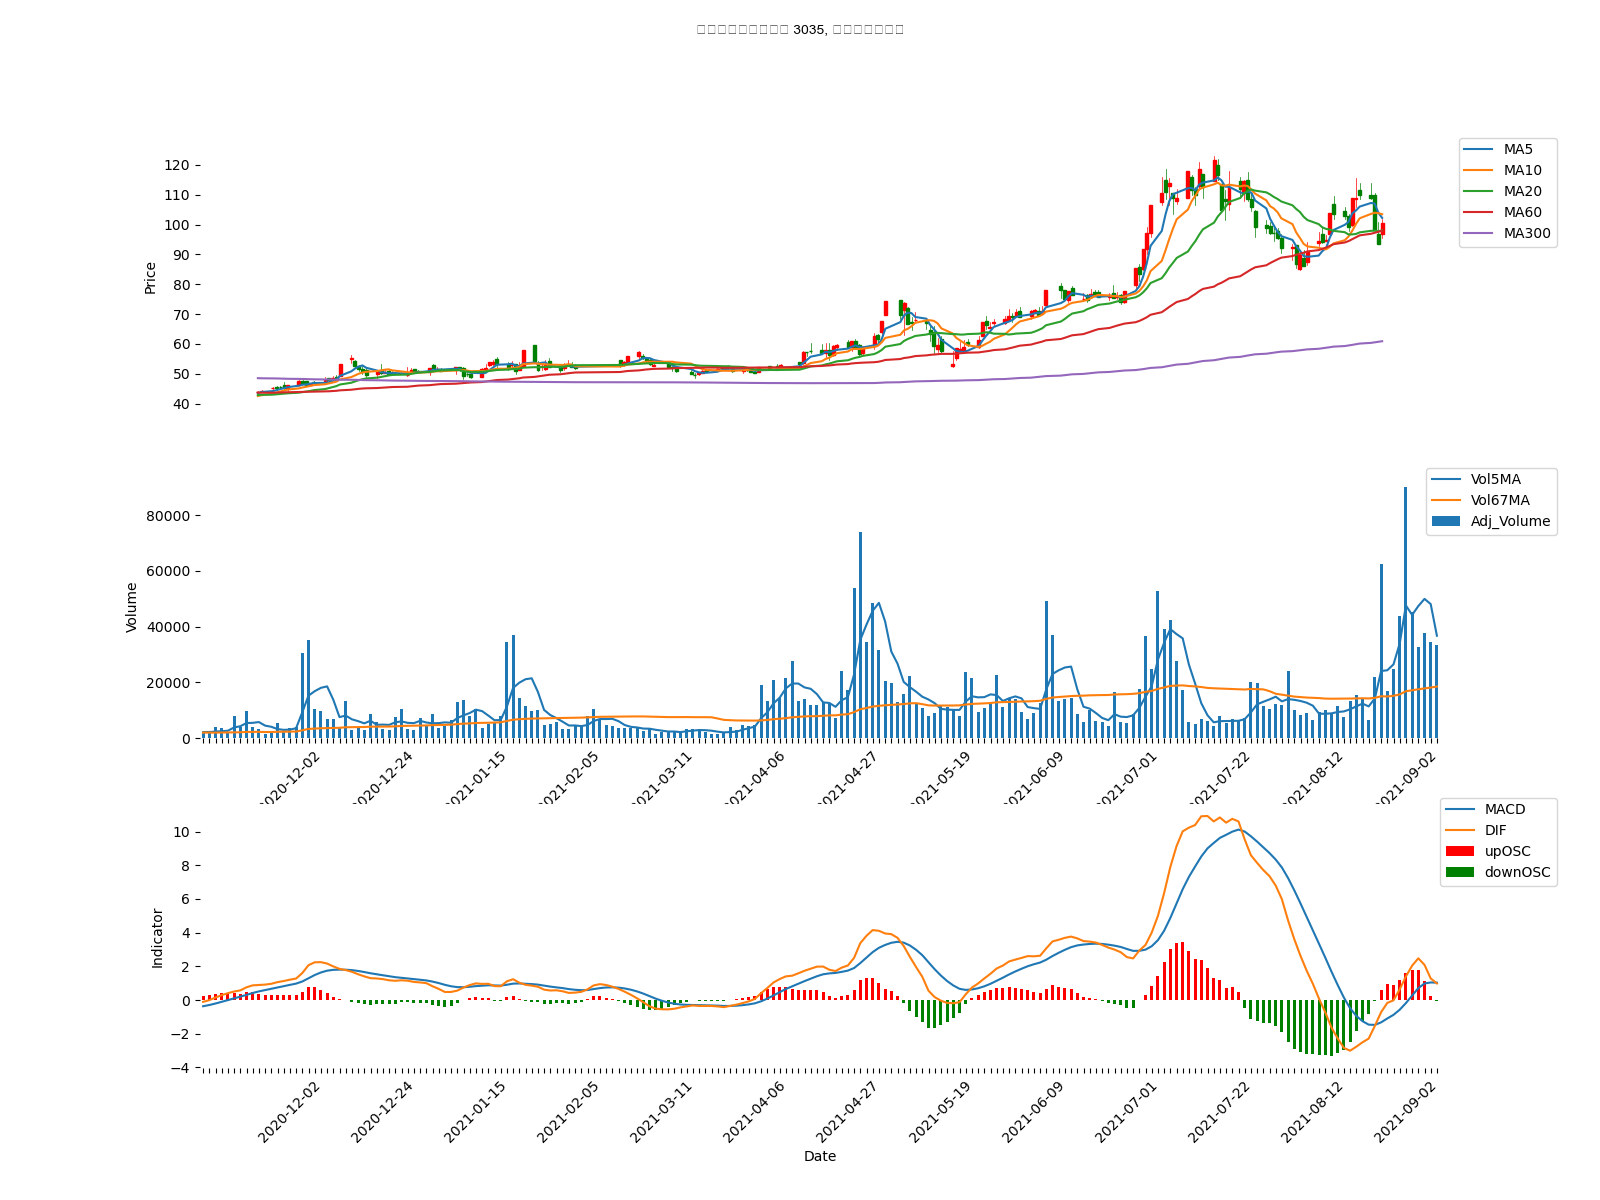 3035,
MA5
MA10
MA20
MA60
MA300
Price
120
110
100
90
80
70
60
50
40
Vol5MA
Vol67MA
Adj_Volume
Volume
80000
60000
40000
20000
0
2020-12-02 2020-12-24 2021-01-15 2021-02-05 2021-03-11 2021-04-06 2021-04-27 2021-05-19 2021-06-09 2021-07-01 2021-07-22 2021-08-12 2021-09-02
MACD
DIF
upOSC
downOSC
Indicator
10
8
6
4
2
0
−2
−4
2020-12-02 2020-12-24 2021-01-15 2021-02-05 2021-03-11 2021-04-06 2021-04-27 2021-05-19 2021-06-09 2021-07-01 2021-07-22 2021-08-12 2021-09-02
Date